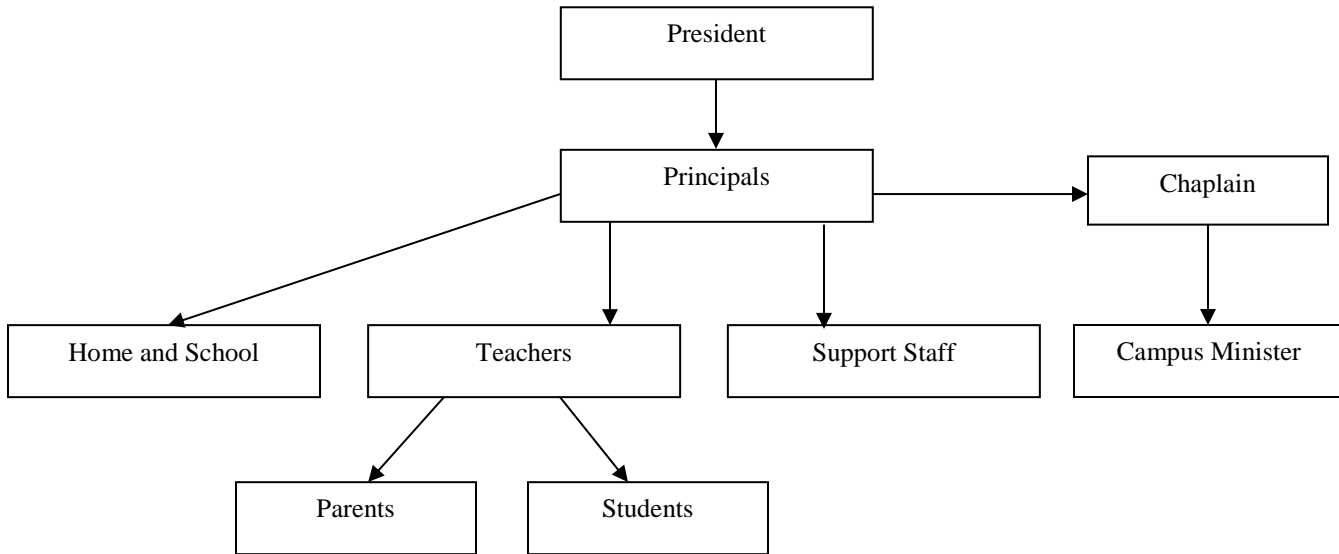 President
Principals
Chaplain
Home and School
Teachers
Support Staff
Campus Minister
Parents
Students